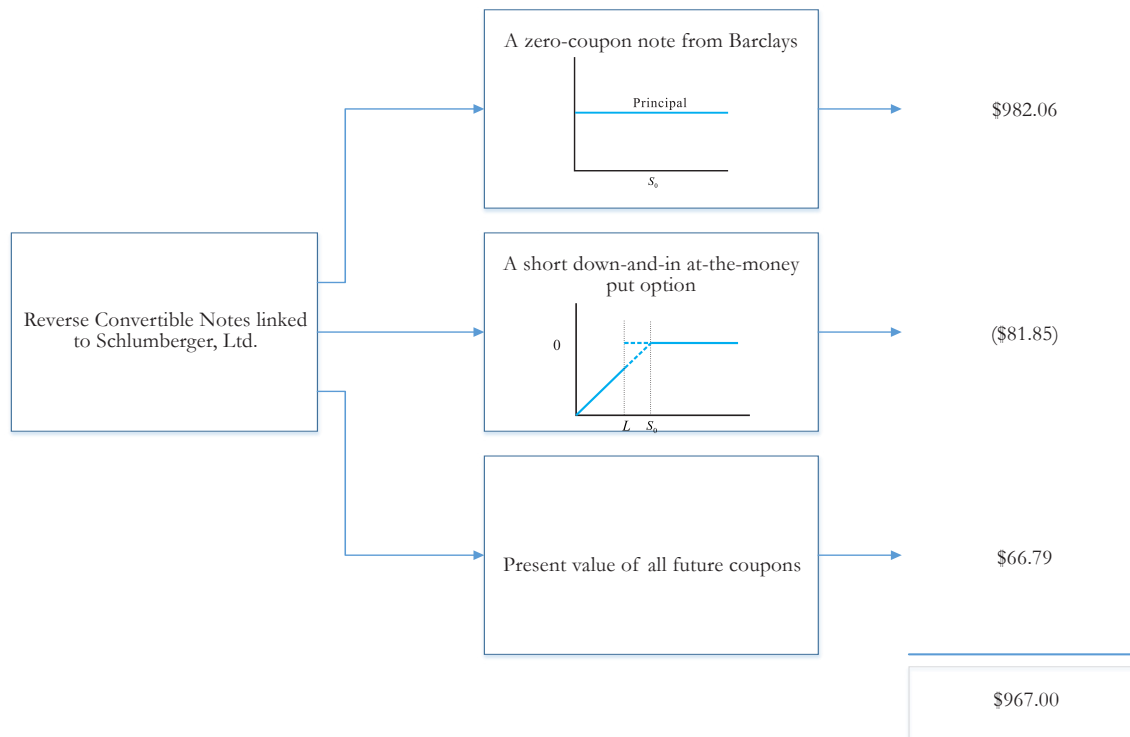 A zero-coupon note from Barclays
Principal
S₀
$982.06
Reverse Convertible Notes linked
to Schlumberger, Ltd.
A short down-and-in at-the-money
put option
0
L S₀
($81.85)
Present value of all future coupons
$66.79
$967.00